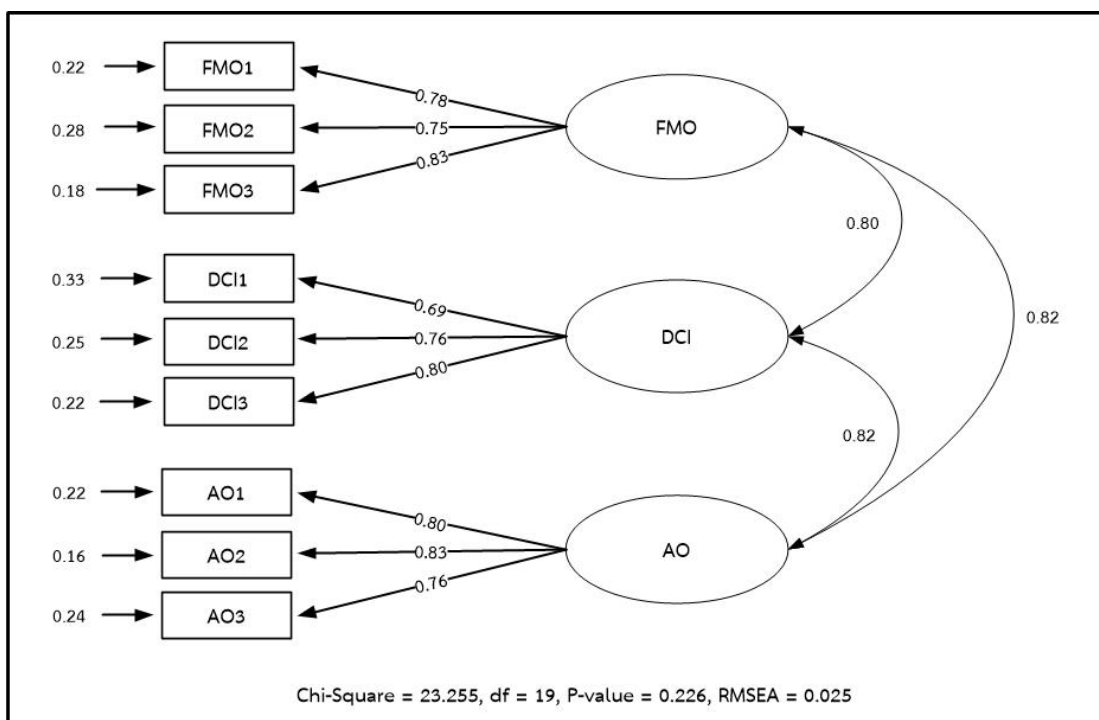 0.22
FMO1
0.28
FMO2
0.18
FMO3
0.78
0.75
0.83
FMO
0.80
0.33
DCI1
0.25
DCI2
0.22
DCI3
0.69
0.76
0.80
DCI
0.82
0.82
0.22
AO1
0.16
AO2
0.24
AO3
0.80
0.83
0.76
AO
Chi-Square = 23.255, df = 19, P-value = 0.226, RMSEA = 0.025